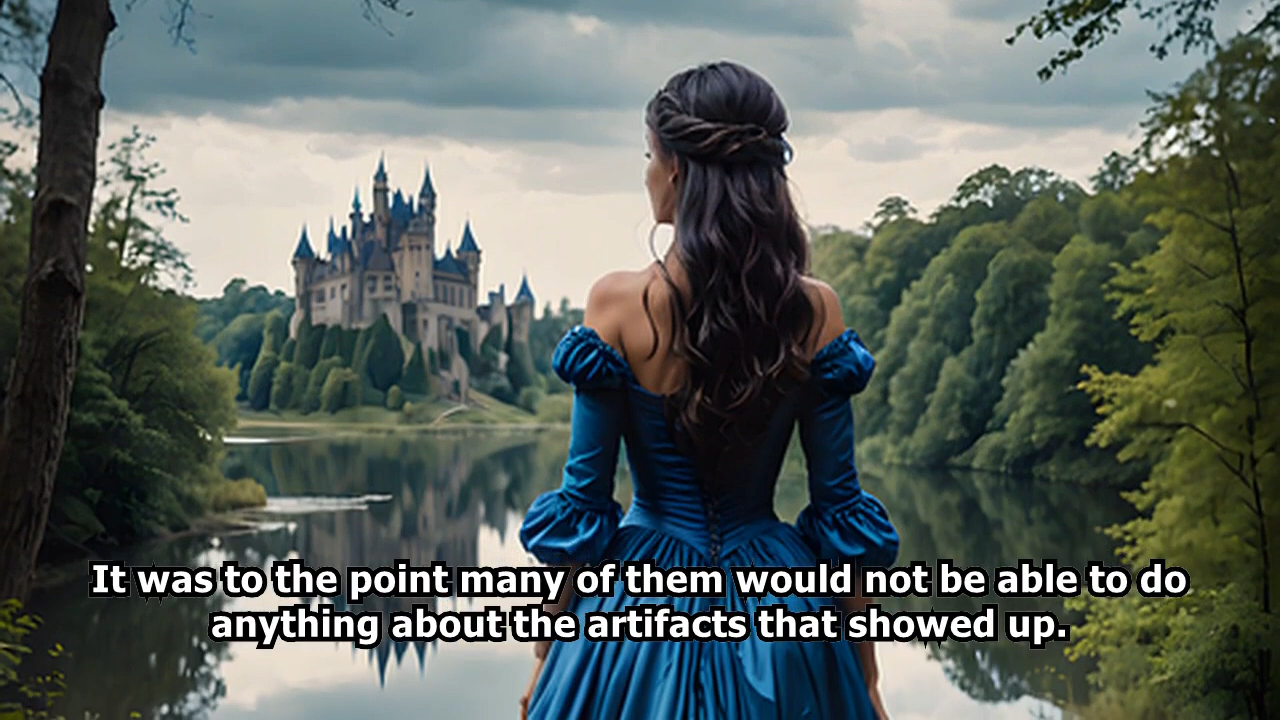 It was to the point many of them would not be able to do
anything about the artifacts that showed up.